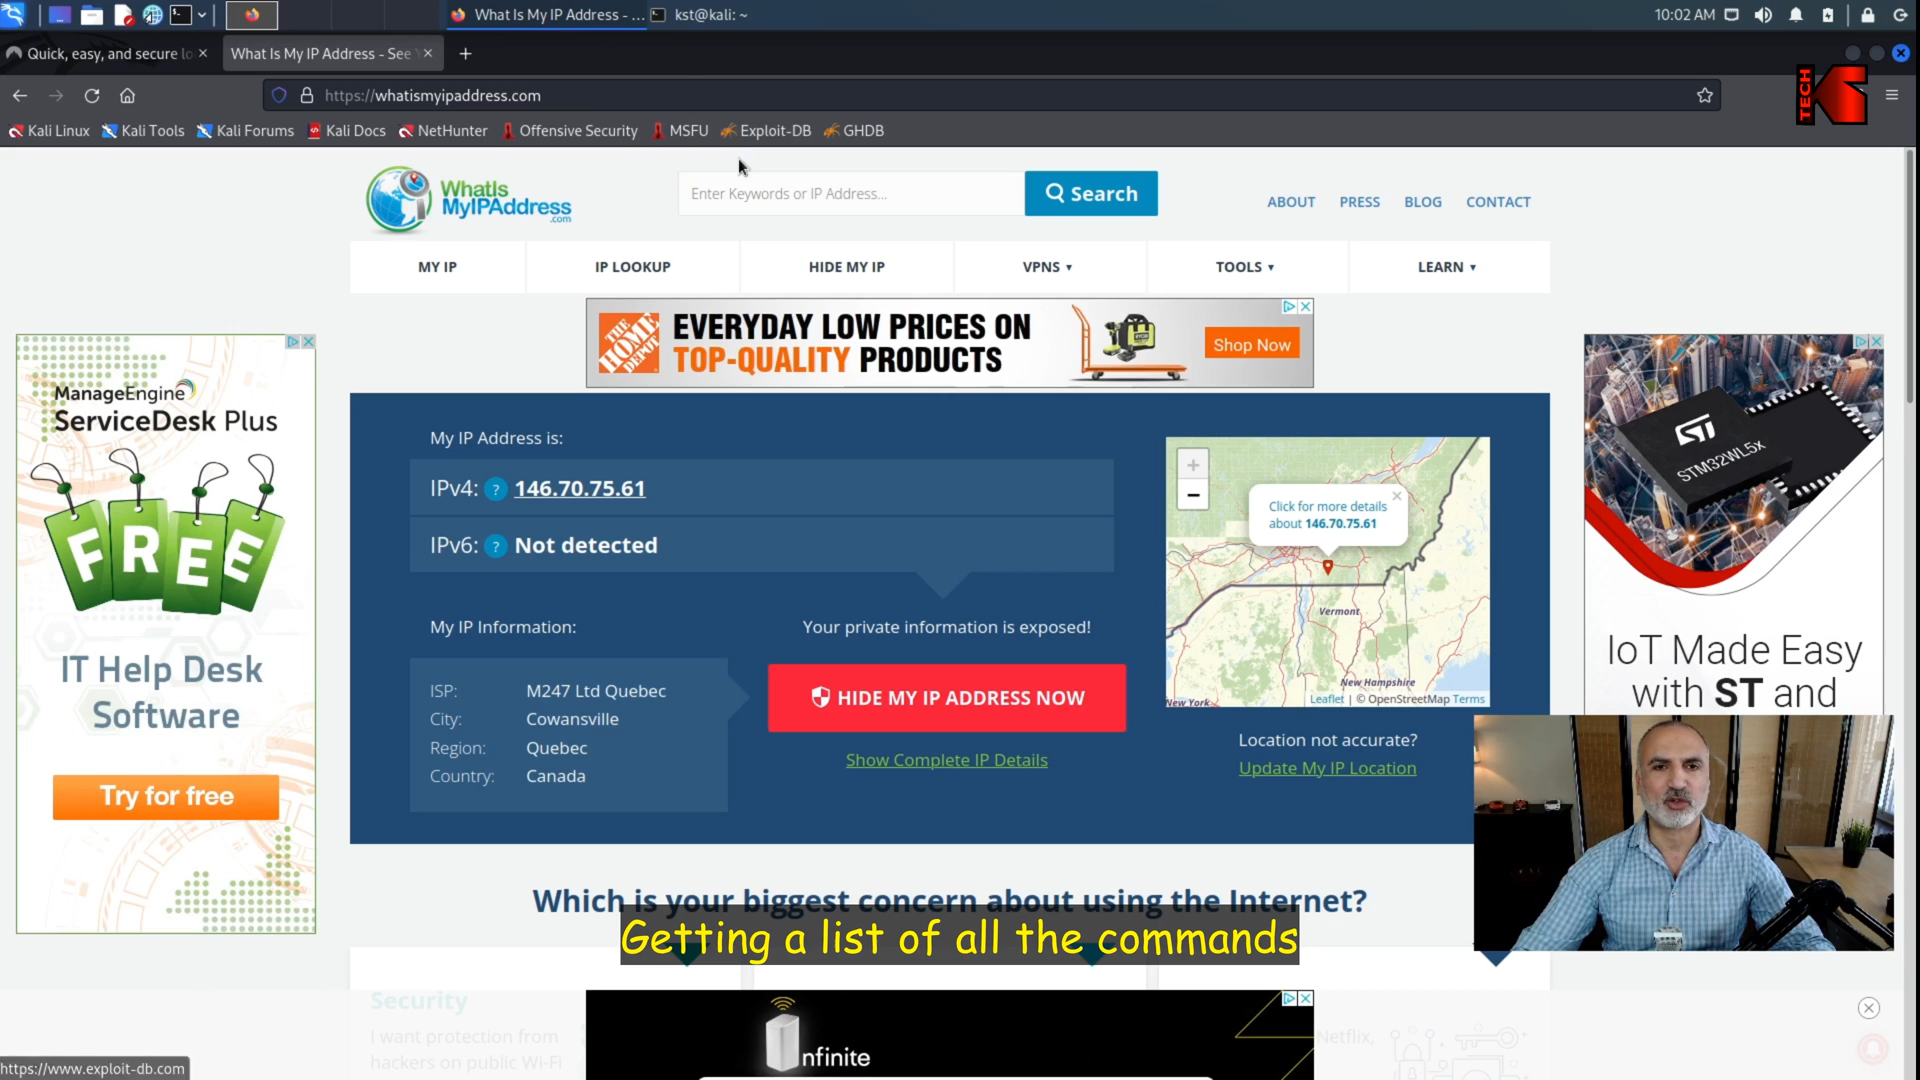 What Is My IP Address - ...
kst@kali: ~
10:02 AM
Quick, easy, and secure lo
What Is My IP Address - See
https://whatismyipaddress.com
TECH
K
Kali Linux
Kali Tools
Kali Forums
Kali Docs
NetHunter
Offensive Security
MSFU
Exploit-DB
GHDB
WhatIs
MyIPAddress
.com
Enter Keywords or IP Address...
Search
ABOUT
PRESS
BLOG
CONTACT
MY IP
IP LOOKUP
HIDE MY IP
VPNS
TOOLS
LEARN
THE HOME DEPOT
EVERYDAY LOW PRICES ON
TOP-QUALITY PRODUCTS
RYOBI
Shop Now
ManageEngine
ServiceDesk Plus
FREE
IT Help Desk
Software
Try for free
My IP Address is:
IPv4: ? 146.70.75.61
IPv6: ? Not detected
My IP Information:
ISP: M247 Ltd Quebec
City: Cowansville
Region: Quebec
Country: Canada
Your private information is exposed!
HIDE MY IP ADDRESS NOW
Show Complete IP Details
+
−
Click for more details
about 146.70.75.61
Vermont
New Hampshire
New York
Leaflet | © OpenStreetMap Terms
Location not accurate?
Update My IP Location
ST
STM32WL5x
IoT Made Easy
with ST and
Which is your biggest concern about using the Internet?
Getting a list of all the commands
Security
I want protection from
hackers on public Wi-Fi
nfinite
Netflix,
https://www.exploit-db.com